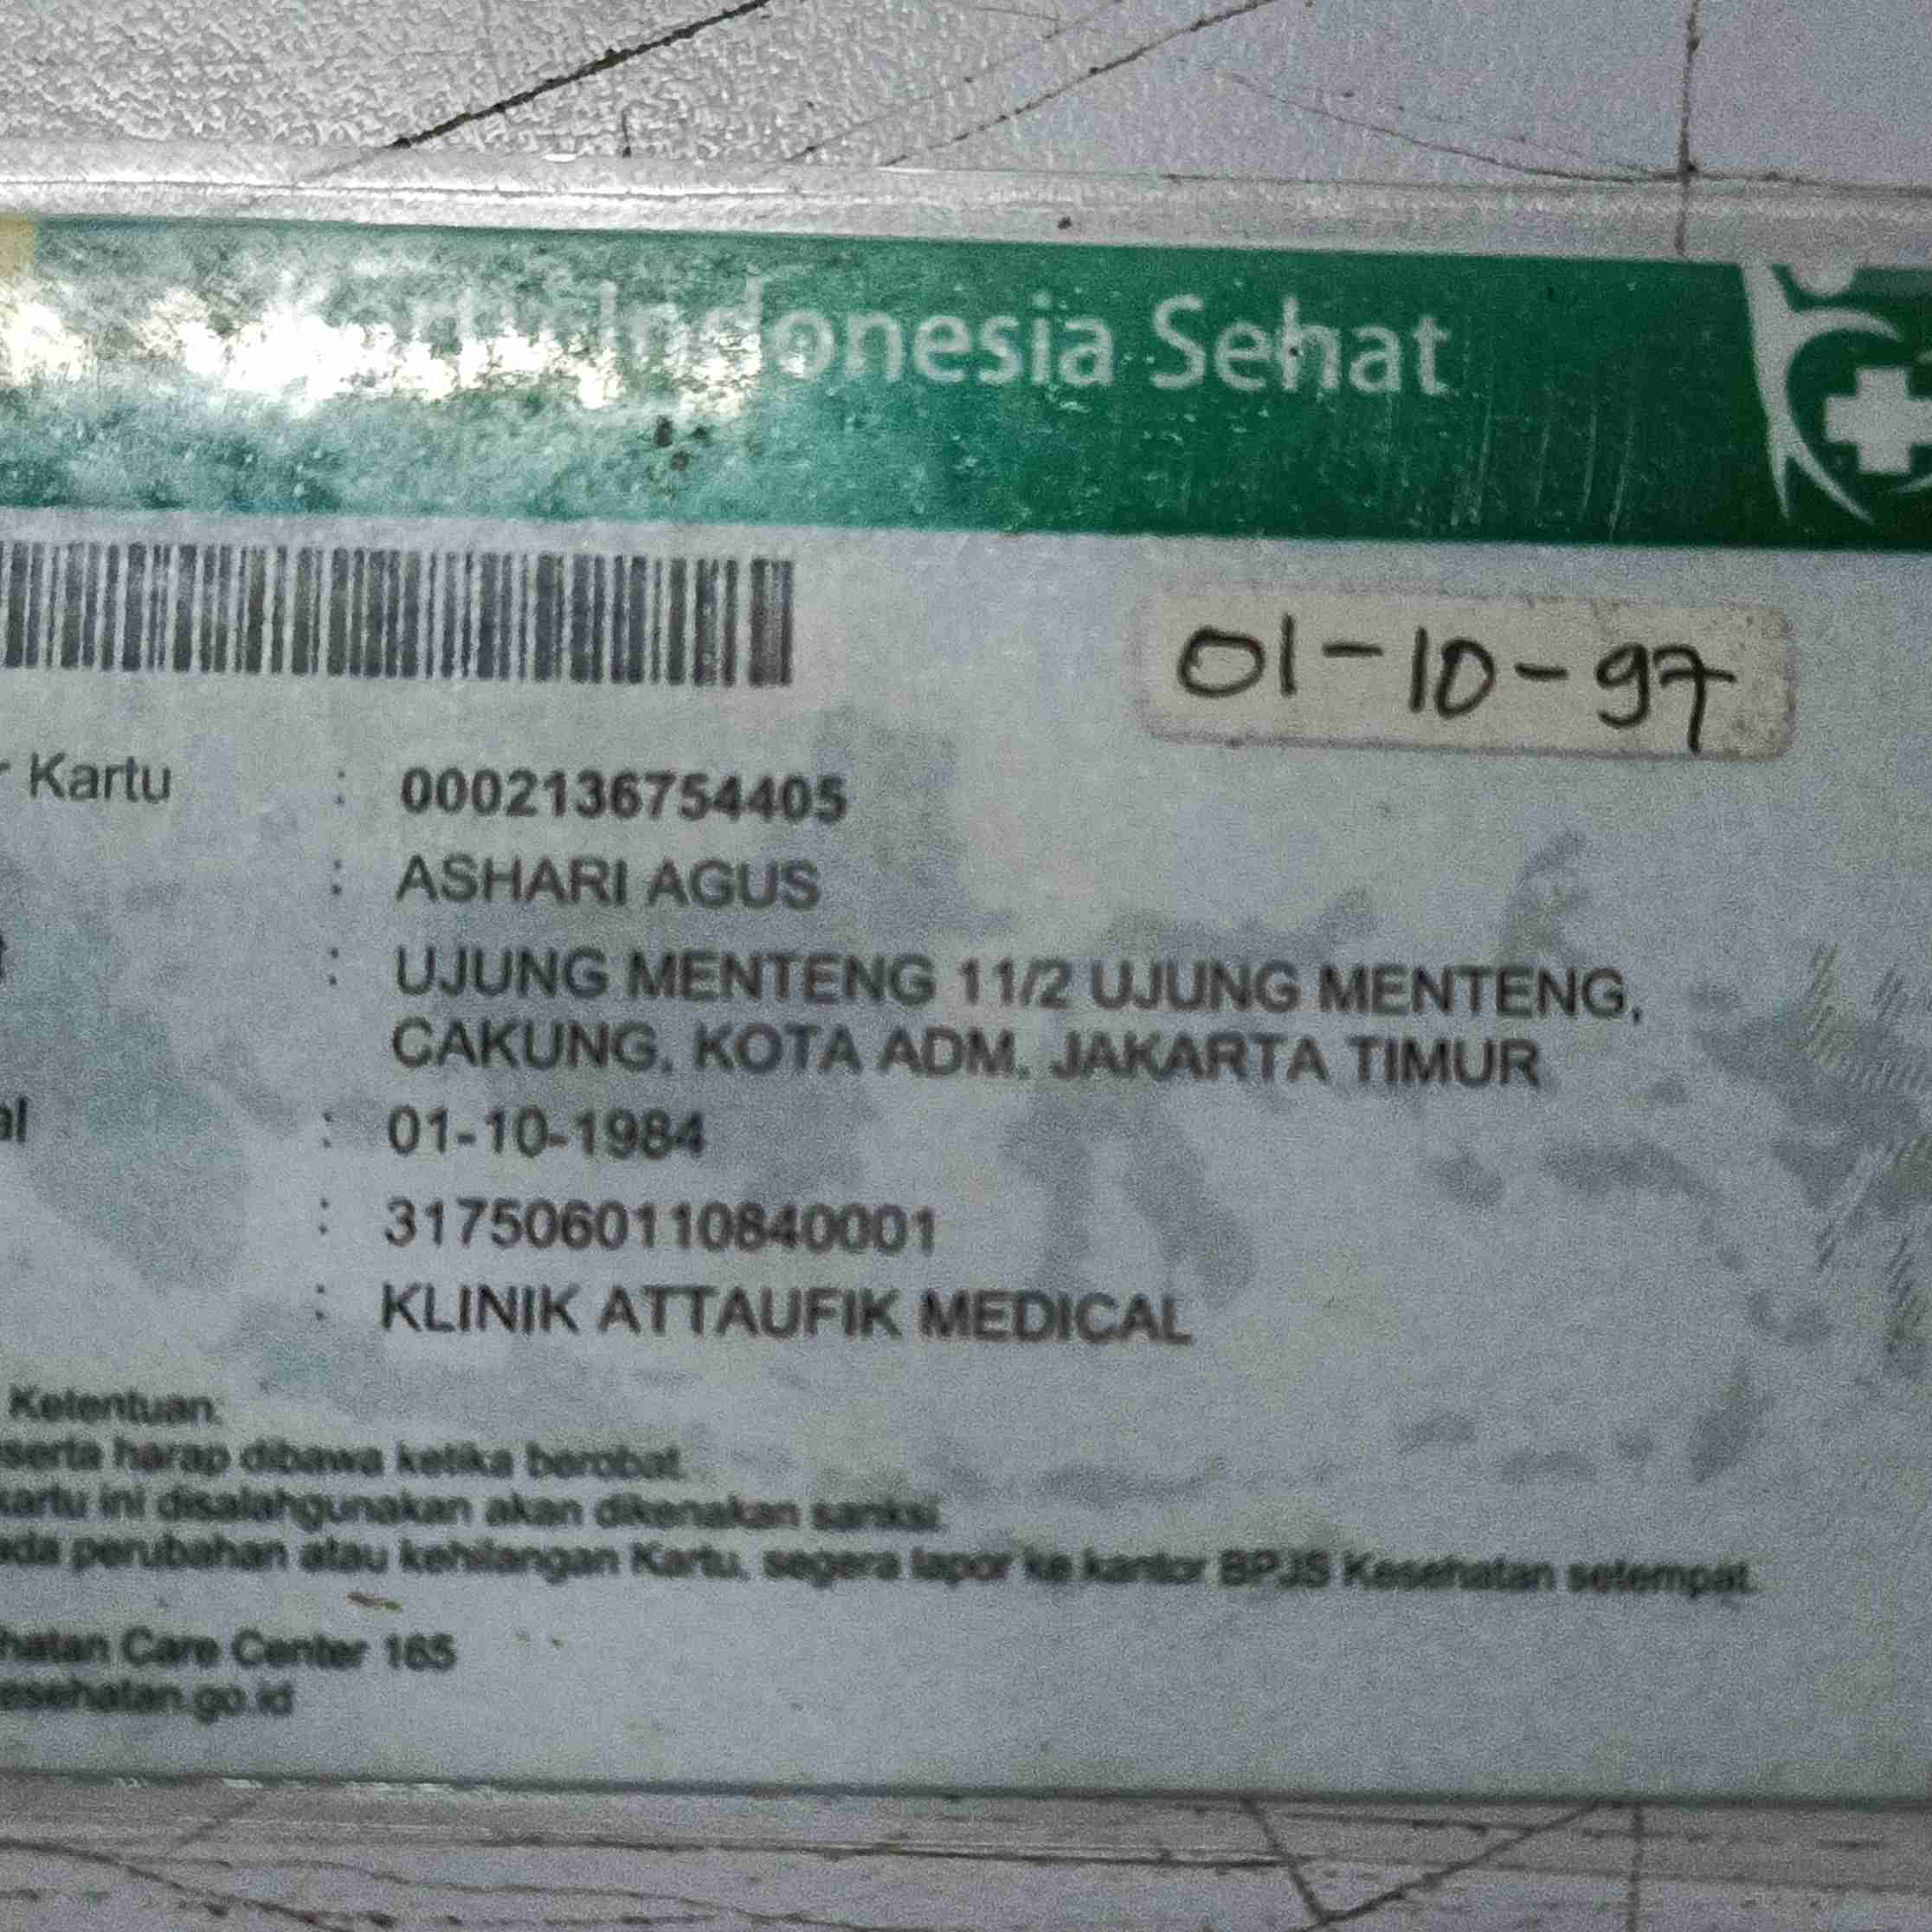 Kartu Indonesia Sehat
01-10-97
Kartu : 0002136754405
: ASHARI AGUS
: UJUNG MENTENG 11/2 UJUNG MENTENG,
CAKUNG, KOTA ADM. JAKARTA TIMUR
al : 01-10-1984
: 3175060110840001
: KLINIK ATTAUFIK MEDICAL
Ketentuan:
serta harap dibawa ketika berobat.
kartu ini disalahgunakan akan dikenakan sanksi.
ada perubahan atau kehilangan Kartu, segera lapor ke kantor BPJS Kesehatan setempat.
hatan Care Center 165
esehatan.go.id